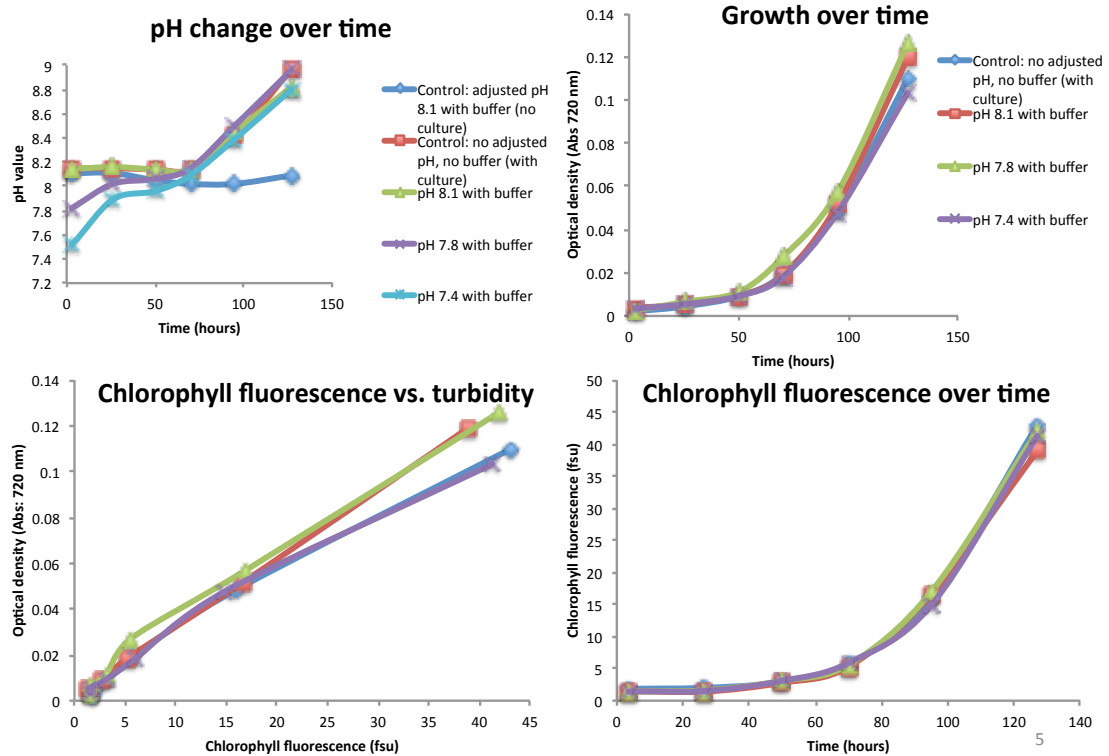 pH change over time
9
8.8
8.6
8.4
8.2
8
7.8
7.6
7.4
7.2
pH value
0
50
100
150
Time (hours)
Control: adjusted pH
8.1 with buffer (no
culture)
Control: no adjusted
pH, no buffer (with
culture)
pH 8.1 with buffer
pH 7.8 with buffer
pH 7.4 with buffer
Growth over time
0.14
0.12
0.1
0.08
0.06
0.04
0.02
0
Optical density (Abs 720 nm)
0
50
100
150
Time (hours)
Control: no adjusted
pH, no buffer (with
culture)
pH 8.1 with buffer
pH 7.8 with buffer
pH 7.4 with buffer
Chlorophyll fluorescence vs. turbidity
0.14
0.12
0.1
0.08
0.06
0.04
0.02
0
Optical density (Abs: 720 nm)
0
5
10
15
20
25
30
35
40
45
Chlorophyll fluorescence (fsu)
Chlorophyll fluorescence over time
50
45
40
35
30
25
20
15
10
5
0
Chlorophyll fluorescence (fsu)
0
20
40
60
80
100
120
140
Time (hours)
5